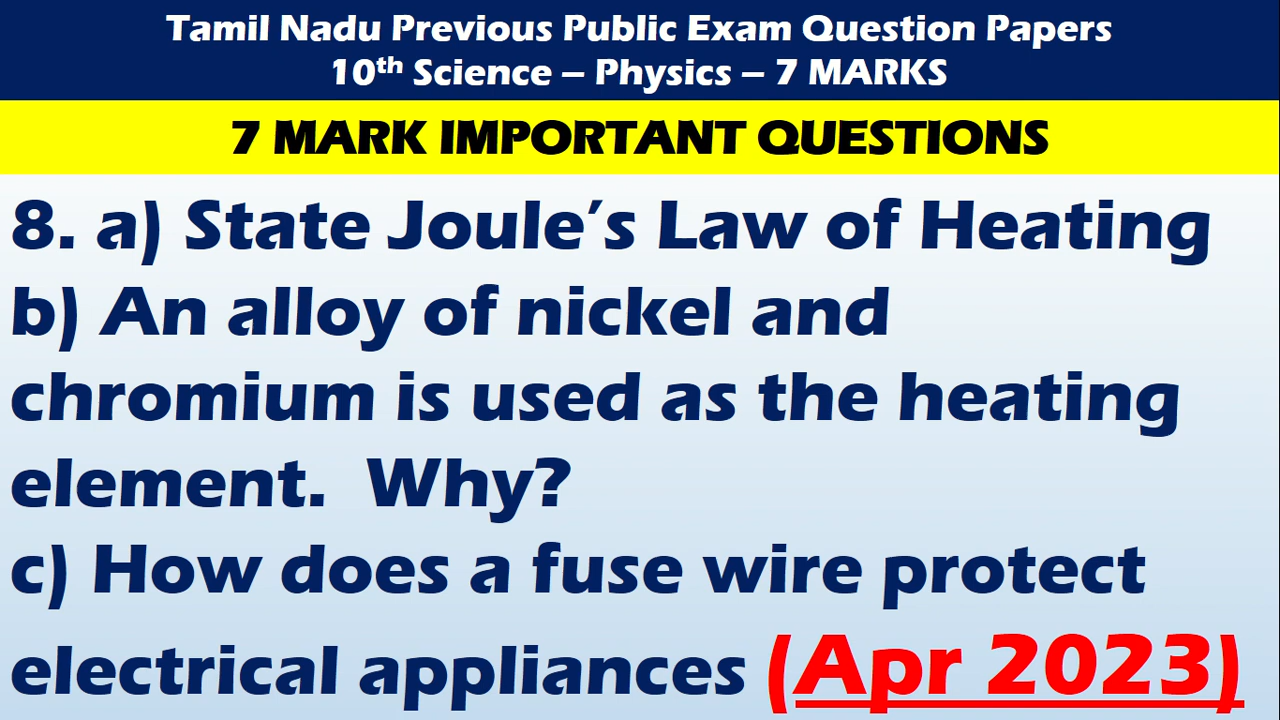 Tamil Nadu Previous Public Exam Question Papers
10th Science – Physics – 7 MARKS
7 MARK IMPORTANT QUESTIONS
8. a) State Joule’s Law of Heating
b) An alloy of nickel and
chromium is used as the heating
element.  Why?
c) How does a fuse wire protect
electrical appliances (Apr 2023)